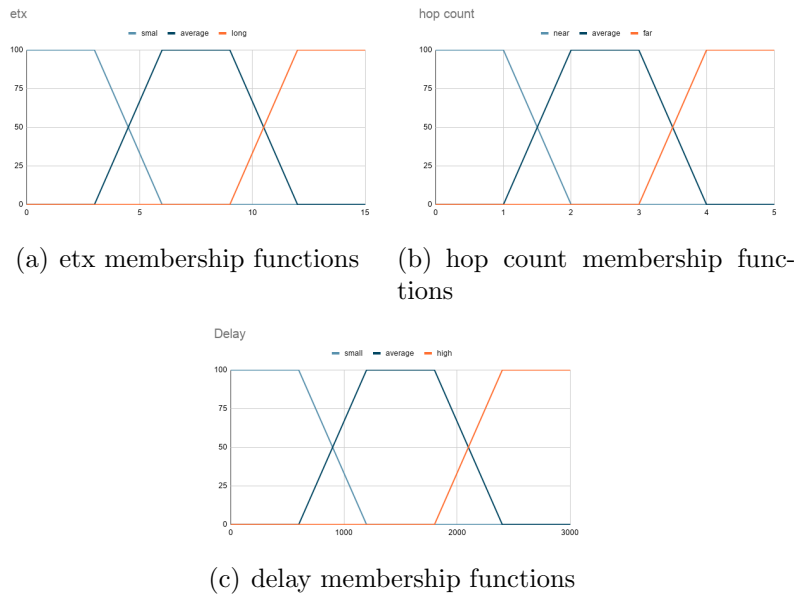 etx
smal average long
100
75
50
25
0
0 5 10 15
(a) etx membership functions
hop count
near average far
100
75
50
25
0
0 1 2 3 4 5
(b) hop count membership func-
tions
Delay
small average high
100
75
50
25
0
0 1000 2000 3000
(c) delay membership functions